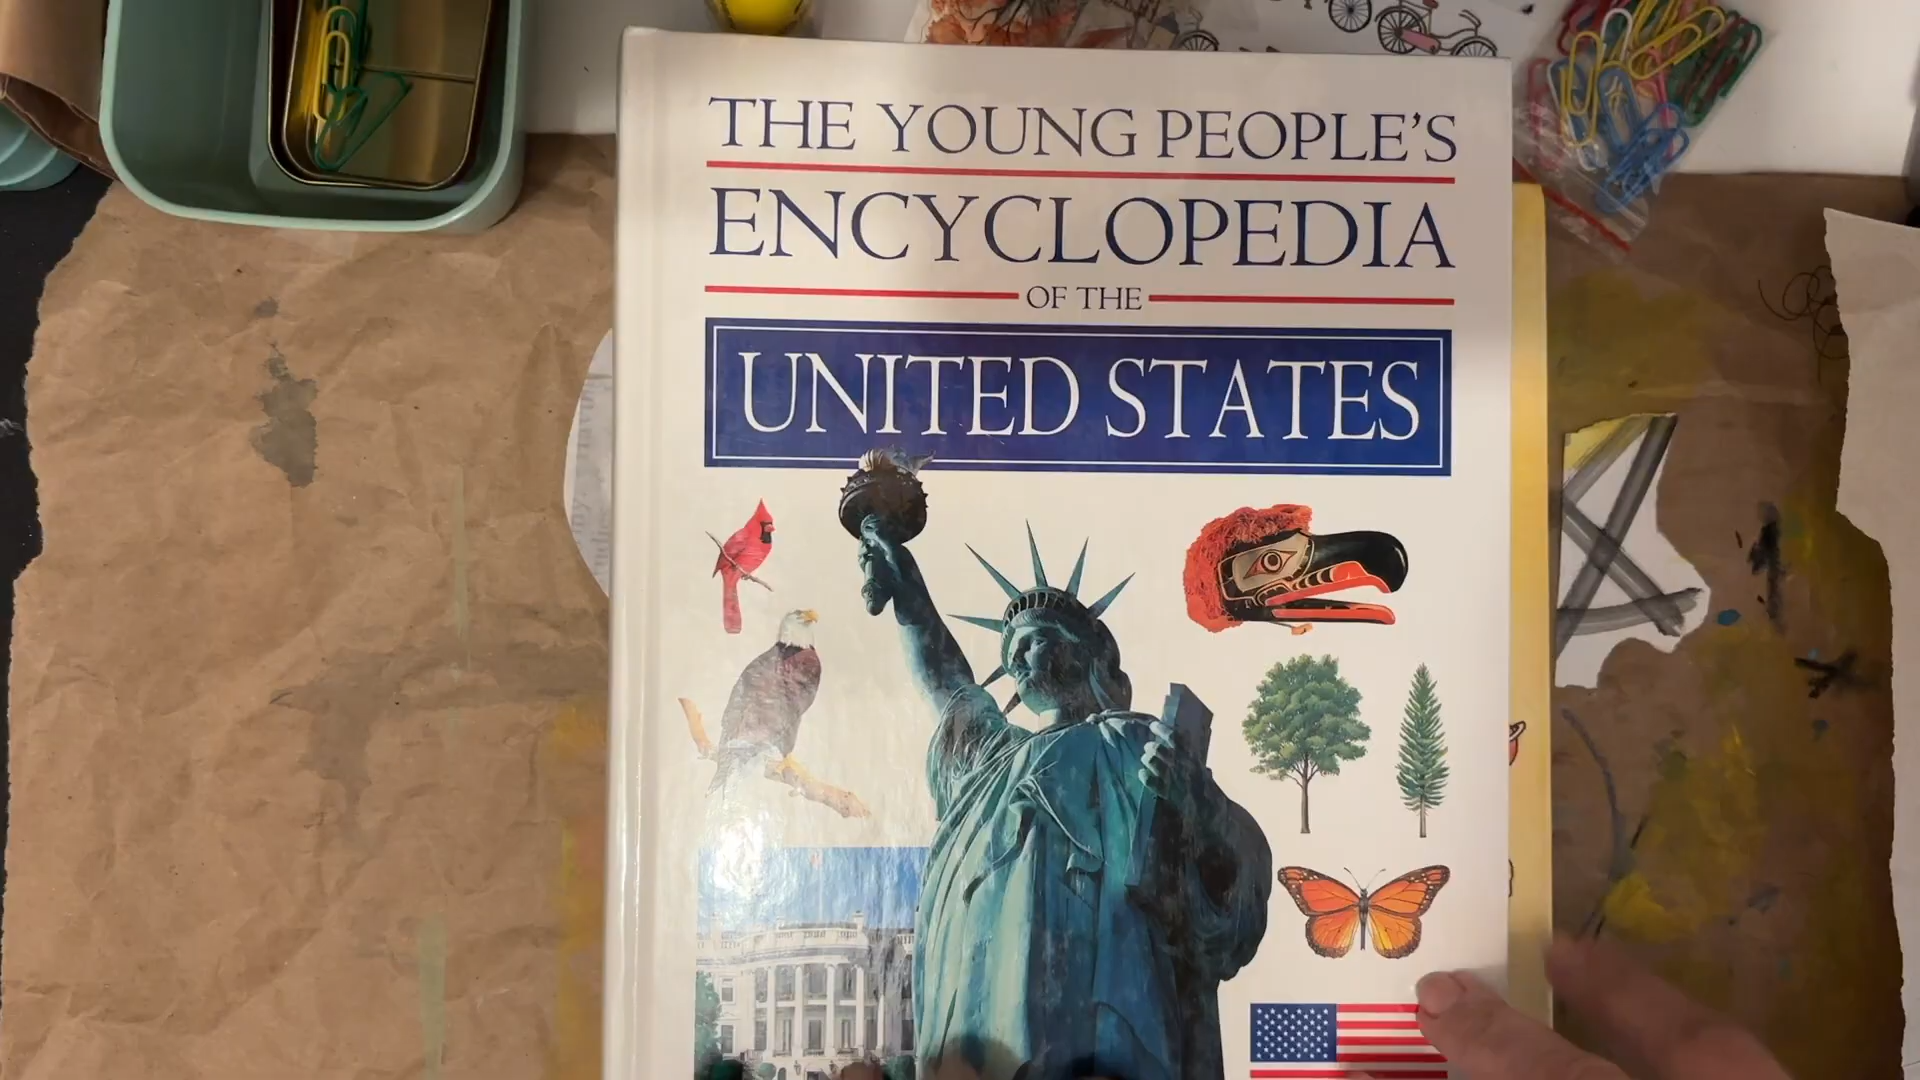 THE YOUNG PEOPLE'S
ENCYCLOPEDIA
OF THE
UNITED STATES